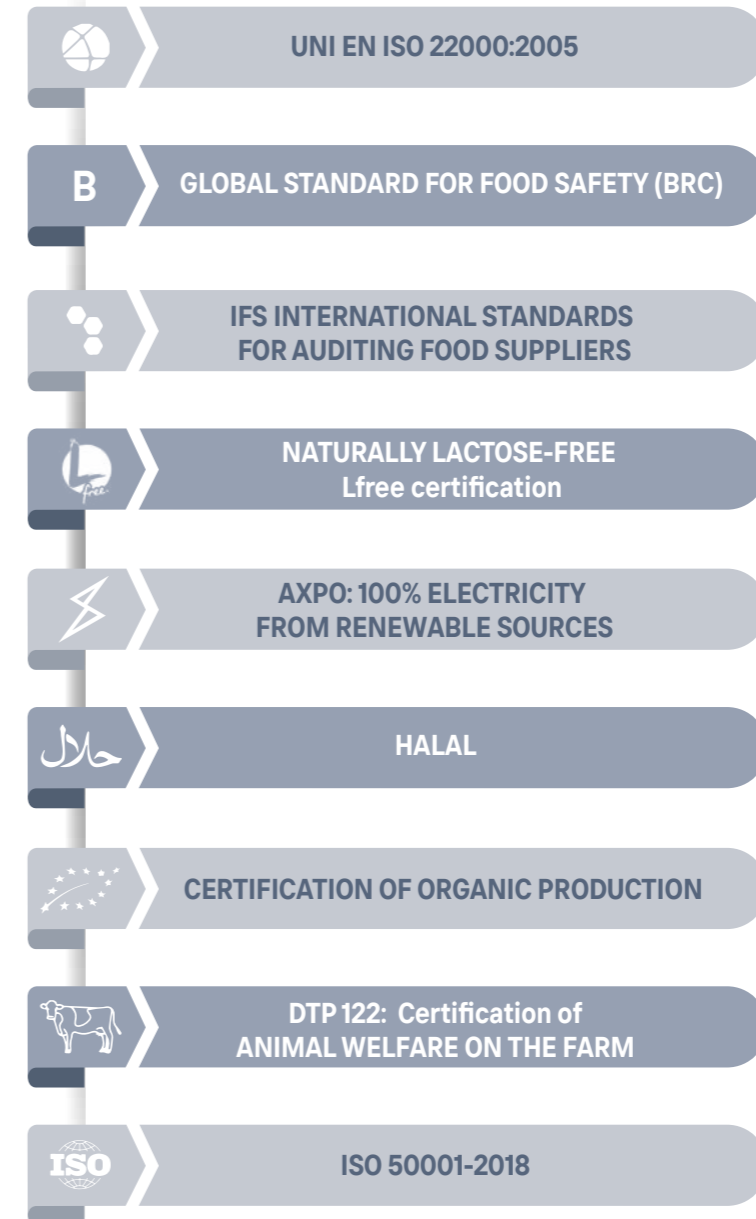 UNI EN ISO 22000:2005
B
GLOBAL STANDARD FOR FOOD SAFETY (BRC)
IFS INTERNATIONAL STANDARDS
FOR AUDITING FOOD SUPPLIERS
L
free
NATURALLY LACTOSE-FREE
Lfree certification
AXPO: 100% ELECTRICITY
FROM RENEWABLE SOURCES
حلال
HALAL
CERTIFICATION OF ORGANIC PRODUCTION
DTP 122: Certification of
ANIMAL WELFARE ON THE FARM
ISO
ISO 50001-2018